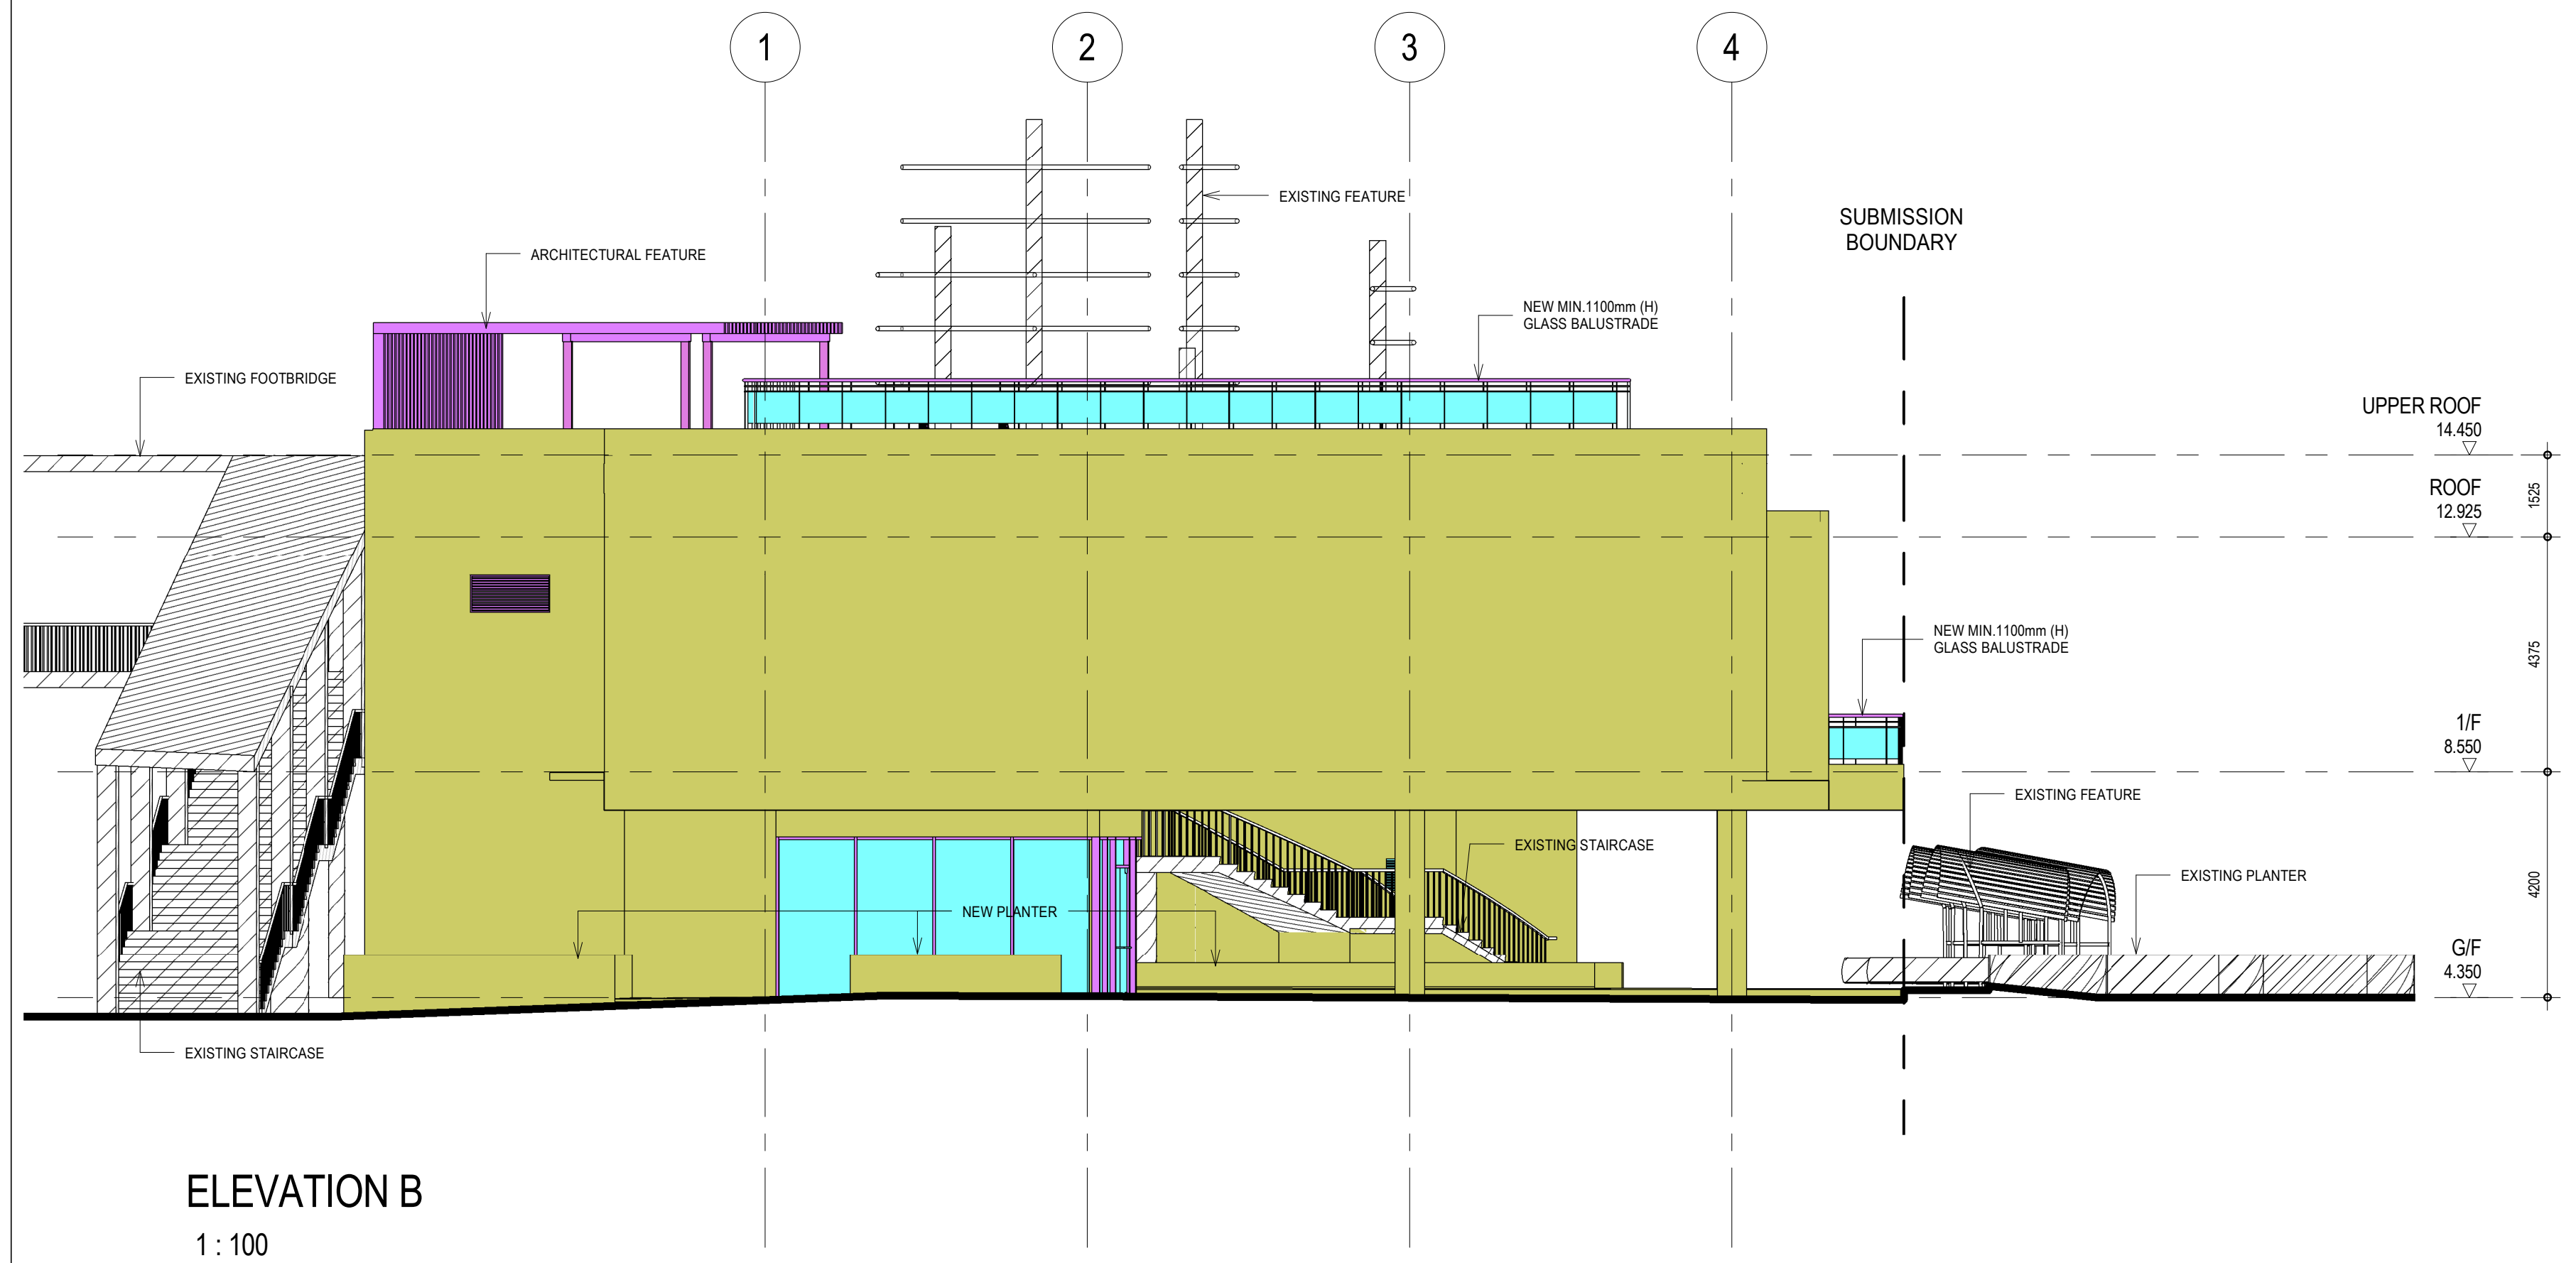 1
2
3
4
EXISTING FEATURE
SUBMISSION
BOUNDARY
ARCHITECTURAL FEATURE
NEW MIN.1100mm (H)
GLASS BALUSTRADE
EXISTING FOOTBRIDGE
UPPER ROOF
14.450
ROOF
12.925
1525
NEW MIN.1100mm (H)
GLASS BALUSTRADE
4375
1/F
8.550
EXISTING FEATURE
EXISTING STAIRCASE
EXISTING PLANTER
4200
NEW PLANTER
G/F
4.350
EXISTING STAIRCASE
ELEVATION B
1 : 100